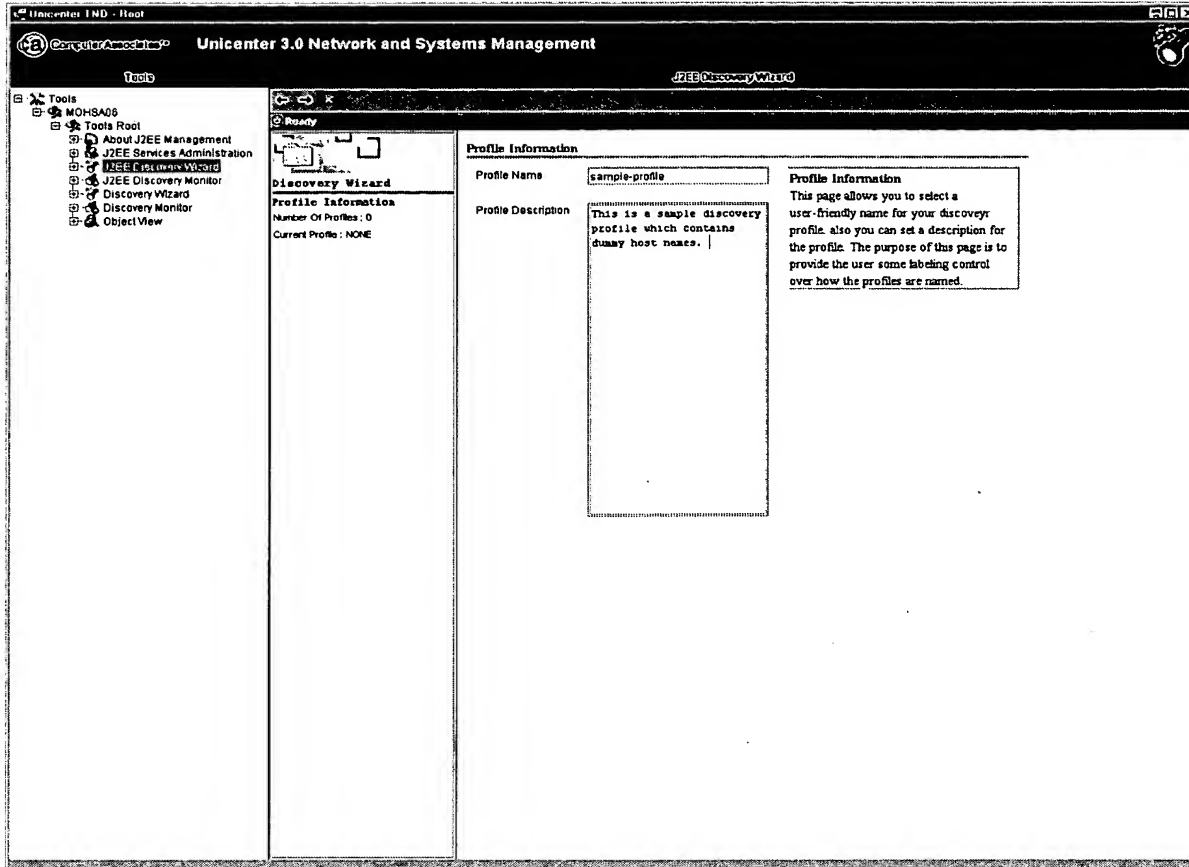 Unicenter TND - Root
ca Computer Associates™ Unicenter 3.0 Network and Systems Management
Tools
J2EE Discovery Wizard
Tools
MOHSA06
Tools Root
About J2EE Management
J2EE Services Administration
J2EE Discovery Wizard
J2EE Discovery Monitor
Discovery Wizard
Discovery Monitor
Object View
Ready
Discovery Wizard
Profile Information
Number Of Profiles : 0
Current Profile : NONE
Profile Information
Profile Name
sample-profile
Profile Description
This is a sample discovery
profile which contains
dummy host names.
Profile Information
This page allows you to select a
user-friendly name for your discoveyr
profile. also you can set a description for
the profile. The purpose of this page is to
provide the user some labeling control
over how the profiles are named.